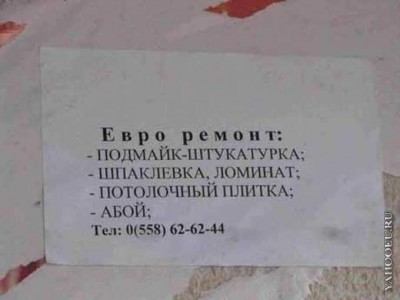 Евро ремонт:
- ПОДМАЙК-ШТУКАТУРКА;
- ШПАКЛЕВКА, ЛОМИНАТ;
- ПОТОЛОЧНЫЙ ПЛИТКА;
- АБОЙ;
Тел: 0(558) 62-62-44
YAHOOEU.RU